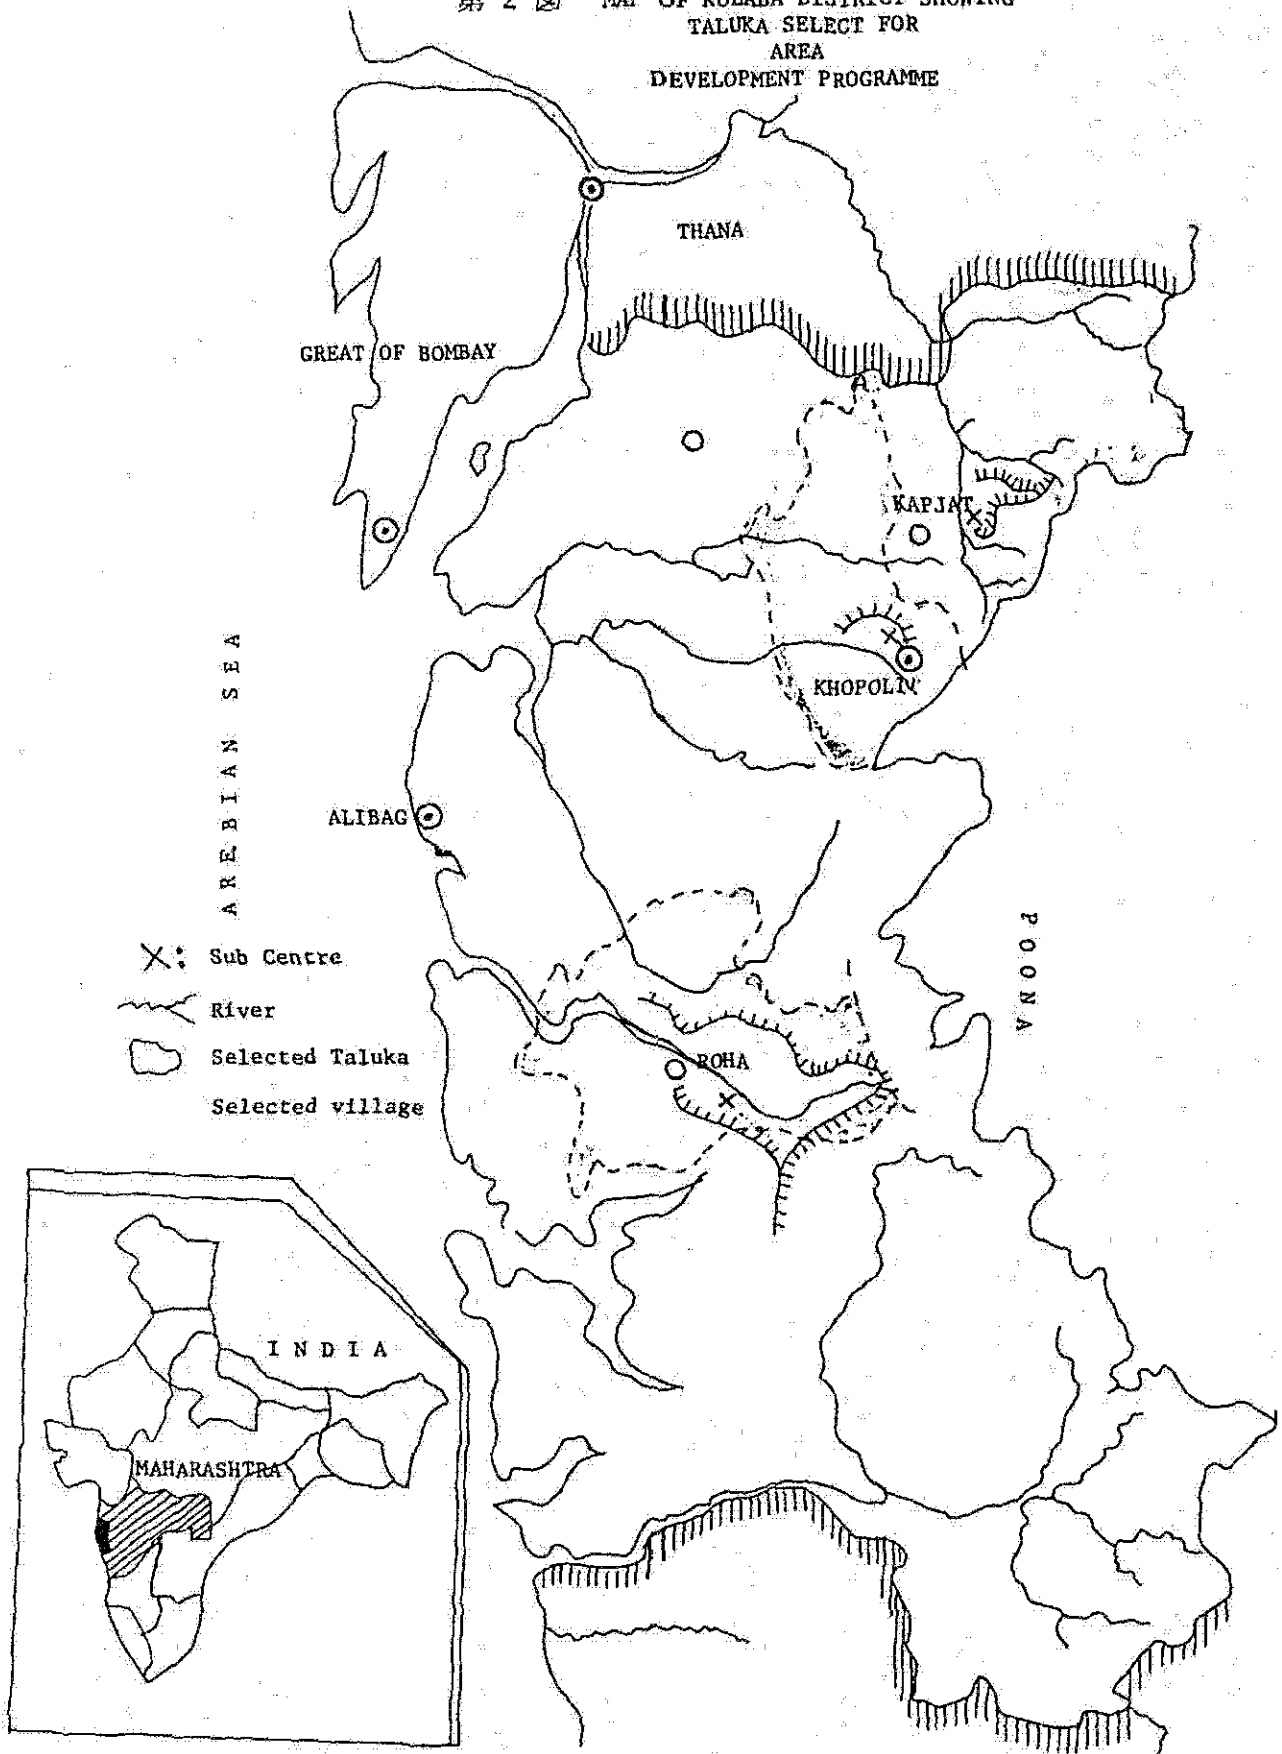 第 2 図 MAP OF KOLABA DISTRICT SHOWING
TALUKA SELECT FOR
AREA
DEVELOPMENT PROGRAMME
THANA
GREAT OF BOMBAY
KAPJAT
KHOPOLI
AREBIAN SEA
ALIBAG
POONA
Sub Centre
River
Selected Taluka
Selected village
ROHA
INDIA
MAHARASHTRA